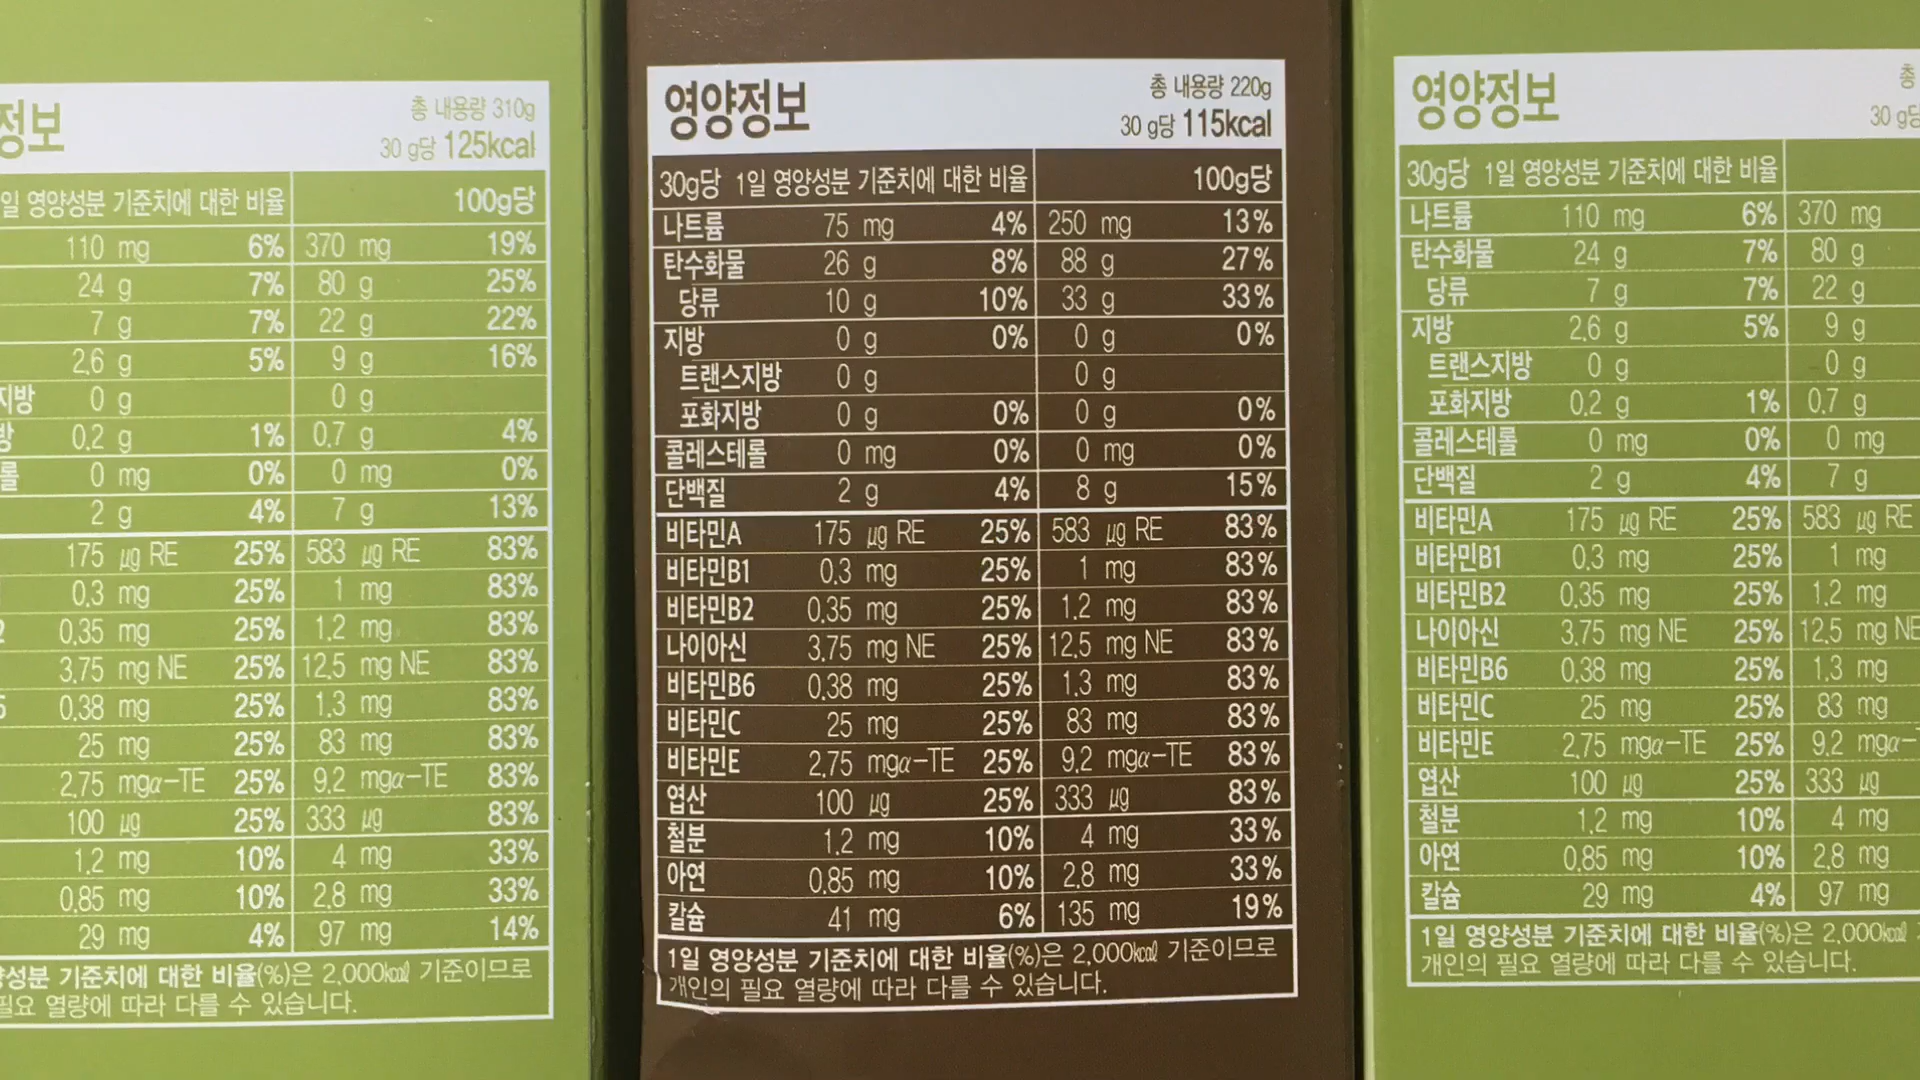 정보
총 내용량 310g
30 g당 125kcal
일 영양성분 기준치에 대한 비율 100g당
110 mg 6% 370 mg 19%
24 g 7% 80 g 25%
7 g 7% 22 g 22%
2.6 g 5% 9 g 16%
지방 0 g 0 g
방 0.2 g 1% 0.7 g 4%
롤 0 mg 0% 0 mg 0%
2 g 4% 7 g 13%
175 μg RE 25% 583 μg RE 83%
0.3 mg 25% 1 mg 83%
2 0.35 mg 25% 1.2 mg 83%
3.75 mg NE 25% 12.5 mg NE 83%
6 0.38 mg 25% 1.3 mg 83%
25 mg 25% 83 mg 83%
2.75 mgα-TE 25% 9.2 mgα-TE 83%
100 μg 25% 333 μg 83%
1.2 mg 10% 4 mg 33%
0.85 mg 10% 2.8 mg 33%
29 mg 4% 97 mg 14%
성분 기준치에 대한 비율(%)은 2,000kcal 기준이므로
필요 열량에 따라 다를 수 있습니다.
영양정보
총 내용량 220g
30 g당 115kcal
30g당 1일 영양성분 기준치에 대한 비율 100g당
나트륨 75 mg 4% 250 mg 13%
탄수화물 26 g 8% 88 g 27%
당류 10 g 10% 33 g 33%
지방 0 g 0% 0 g 0%
트랜스지방 0 g 0 g
포화지방 0 g 0% 0 g 0%
콜레스테롤 0 mg 0% 0 mg 0%
단백질 2 g 4% 8 g 15%
비타민A 175 μg RE 25% 583 μg RE 83%
비타민B1 0.3 mg 25% 1 mg 83%
비타민B2 0.35 mg 25% 1.2 mg 83%
나이아신 3.75 mg NE 25% 12.5 mg NE 83%
비타민B6 0.38 mg 25% 1.3 mg 83%
비타민C 25 mg 25% 83 mg 83%
비타민E 2.75 mgα-TE 25% 9.2 mgα-TE 83%
엽산 100 μg 25% 333 μg 83%
철분 1.2 mg 10% 4 mg 33%
아연 0.85 mg 10% 2.8 mg 33%
칼슘 41 mg 6% 135 mg 19%
1일 영양성분 기준치에 대한 비율(%)은 2,000kcal 기준이므로
개인의 필요 열량에 따라 다를 수 있습니다.
영양정보
총
30 g당
30g당 1일 영양성분 기준치에 대한 비율
나트륨 110 mg 6% 370 mg
탄수화물 24 g 7% 80 g
당류 7 g 7% 22 g
지방 2.6 g 5% 9 g
트랜스지방 0 g 0 g
포화지방 0.2 g 1% 0.7 g
콜레스테롤 0 mg 0% 0 mg
단백질 2 g 4% 7 g
비타민A 175 μg RE 25% 583 μg RE
비타민B1 0.3 mg 25% 1 mg
비타민B2 0.35 mg 25% 1.2 mg
나이아신 3.75 mg NE 25% 12.5 mg NE
비타민B6 0.38 mg 25% 1.3 mg
비타민C 25 mg 25% 83 mg
비타민E 2.75 mgα-TE 25% 9.2 mgα-
엽산 100 μg 25% 333 μg
철분 1.2 mg 10% 4 mg
아연 0.85 mg 10% 2.8 mg
칼슘 29 mg 4% 97 mg
1일 영양성분 기준치에 대한 비율(%)은 2,000kcal
개인의 필요 열량에 따라 다를 수 있습니다.